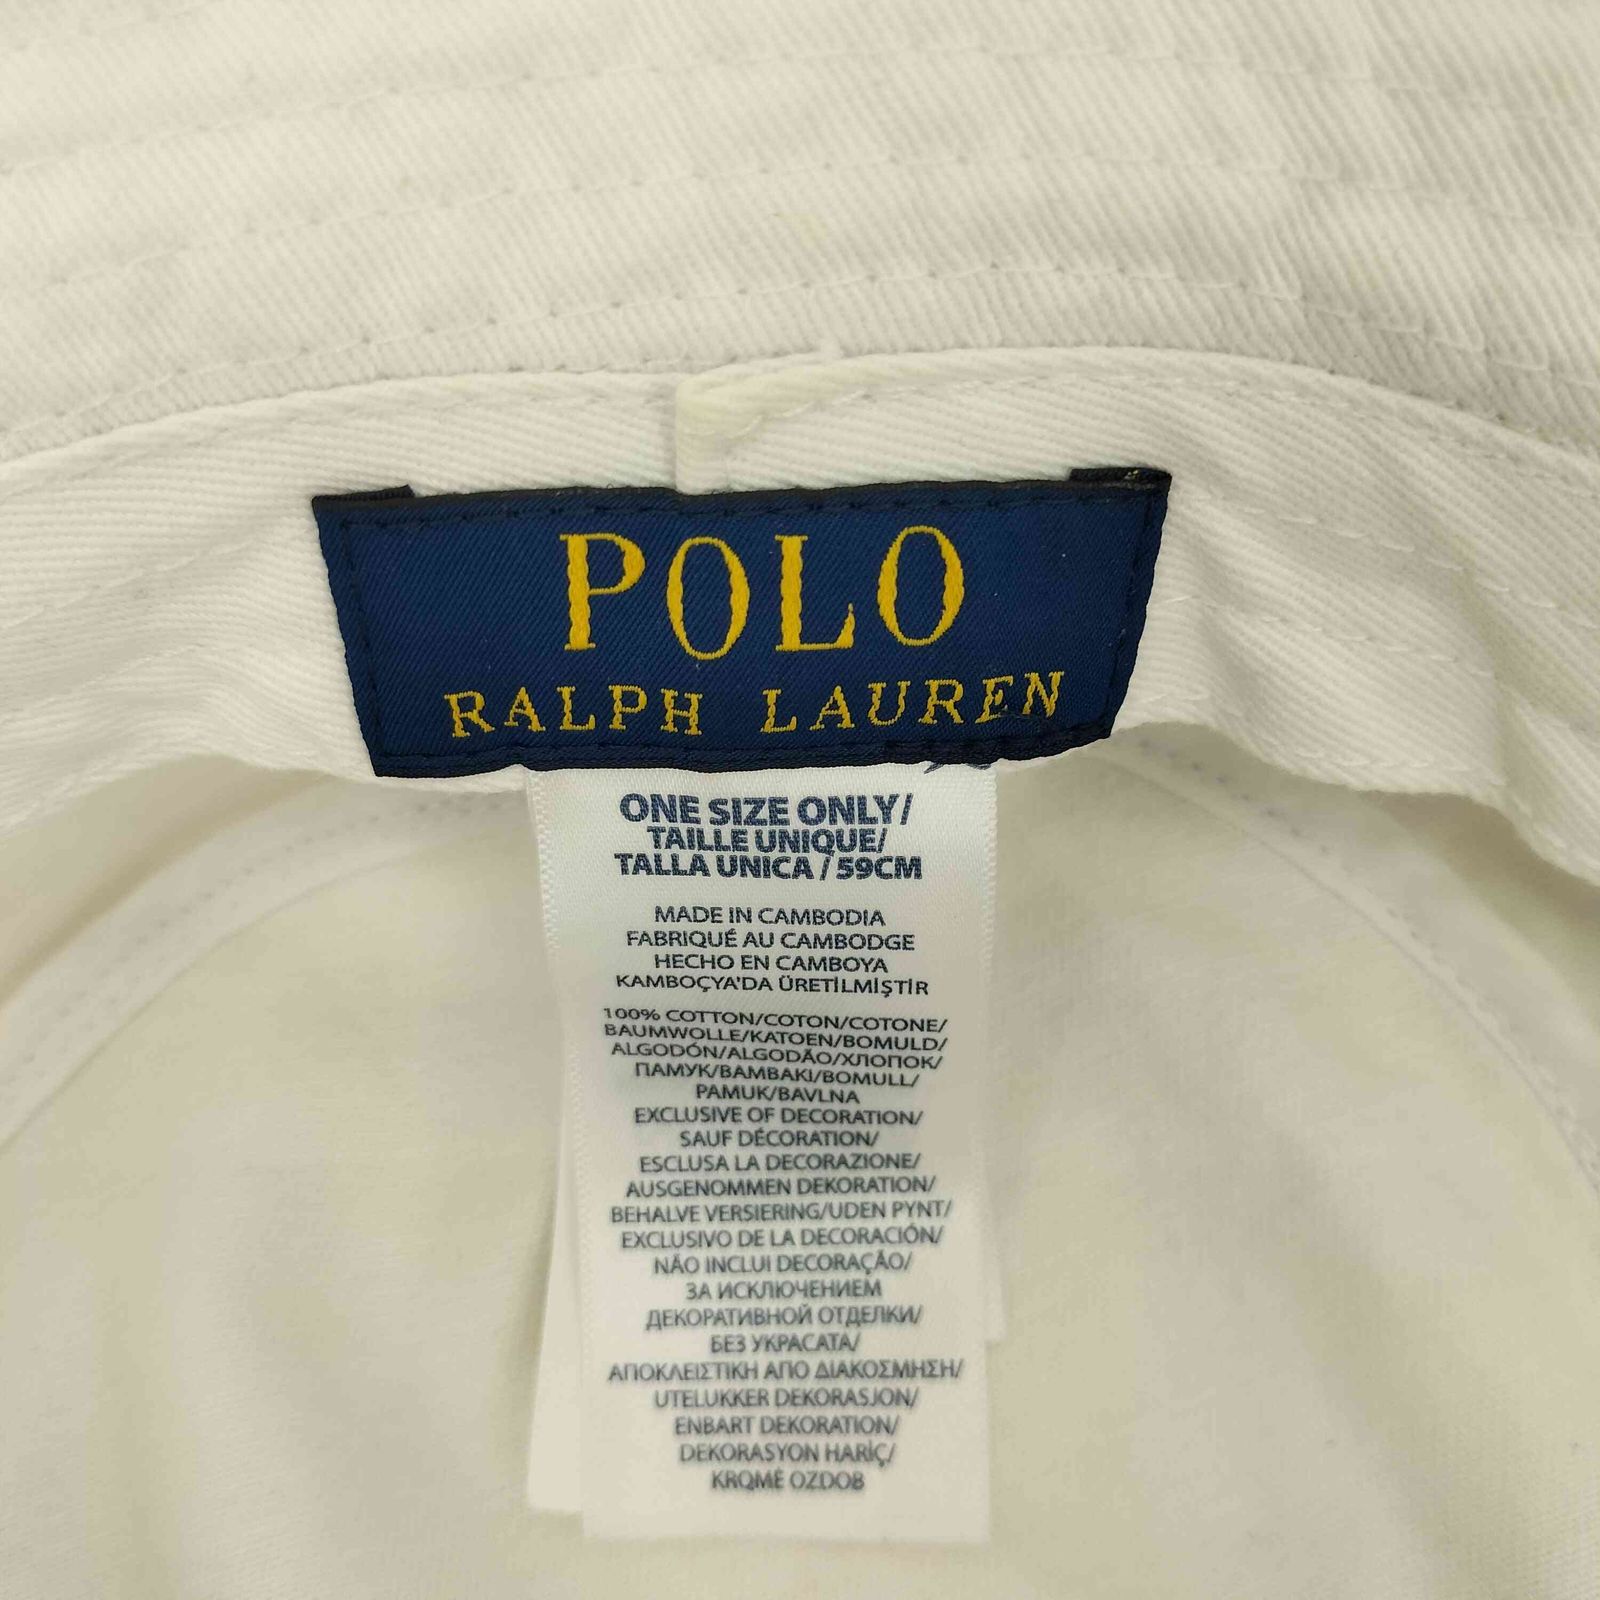 POLO
RALPH LAUREN
ONE SIZE ONLY/
TAILLE UNIQUE/
TALLA UNICA / 59CM
MADE IN CAMBODIA
FABRIQUÉ AU CAMBODGE
HECHO EN CAMBOYA
KAMBOÇYA'DA ÜRETİLMİŞTİR
100% COTTON/COTON/COTONE/
BAUMWOLLE/KATOEN/BOMULD/
ALGODÓN/ALGODÃO/ХЛОПОК/
ПАМУК/BAMBAKI/BOMULL/
PAMUK/BAVLNA
EXCLUSIVE OF DECORATION/
SAUF DÉCORATION/
ESCLUSA LA DECORAZIONE/
AUSGENOMMEN DEKORATION/
BEHALVE VERSIERING/UDEN PYNT/
EXCLUSIVO DE LA DECORACIÓN/
NÃO INCLUI DECORAÇÃO/
ЗА ИСКЛЮЧЕНИЕМ
ДЕКОРАТИВНОЙ ОТДЕЛКИ/
БЕЗ УКРАСАТА/
ΑΠΟΚΛΕΙΣΤΙΚΗ ΑΠΟ ΔΙΑΚΟΣΜΗΣΗ/
UTELUKKER DEKORASJON/
ENBART DEKORATION/
DEKORASYON HARİÇ/
KROMĚ OZDOB